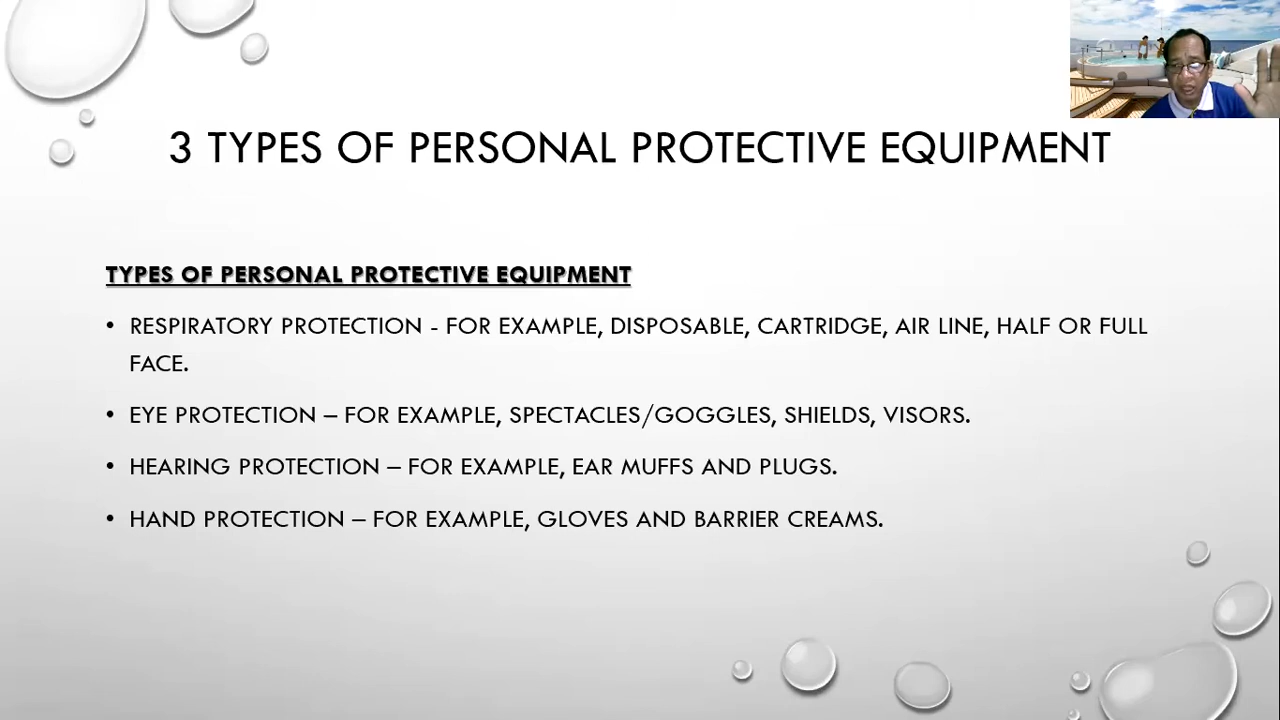 3 TYPES OF PERSONAL PROTECTIVE EQUIPMENT
TYPES OF PERSONAL PROTECTIVE EQUIPMENT
• RESPIRATORY PROTECTION - FOR EXAMPLE, DISPOSABLE, CARTRIDGE, AIR LINE, HALF OR FULL
FACE.
• EYE PROTECTION – FOR EXAMPLE, SPECTACLES/GOGGLES, SHIELDS, VISORS.
• HEARING PROTECTION – FOR EXAMPLE, EAR MUFFS AND PLUGS.
• HAND PROTECTION – FOR EXAMPLE, GLOVES AND BARRIER CREAMS.